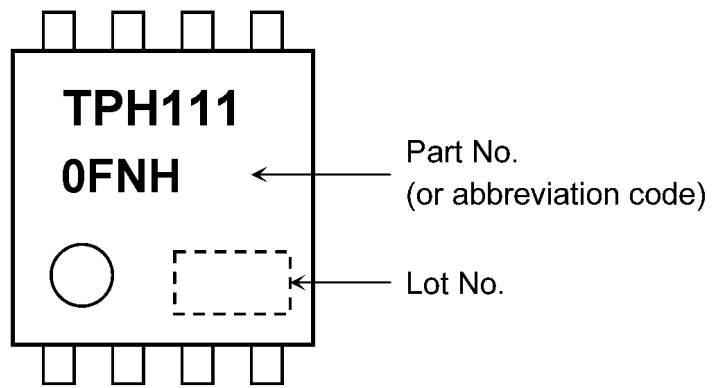 TPH111
0FNH
Part No.
(or abbreviation code)
Lot No.